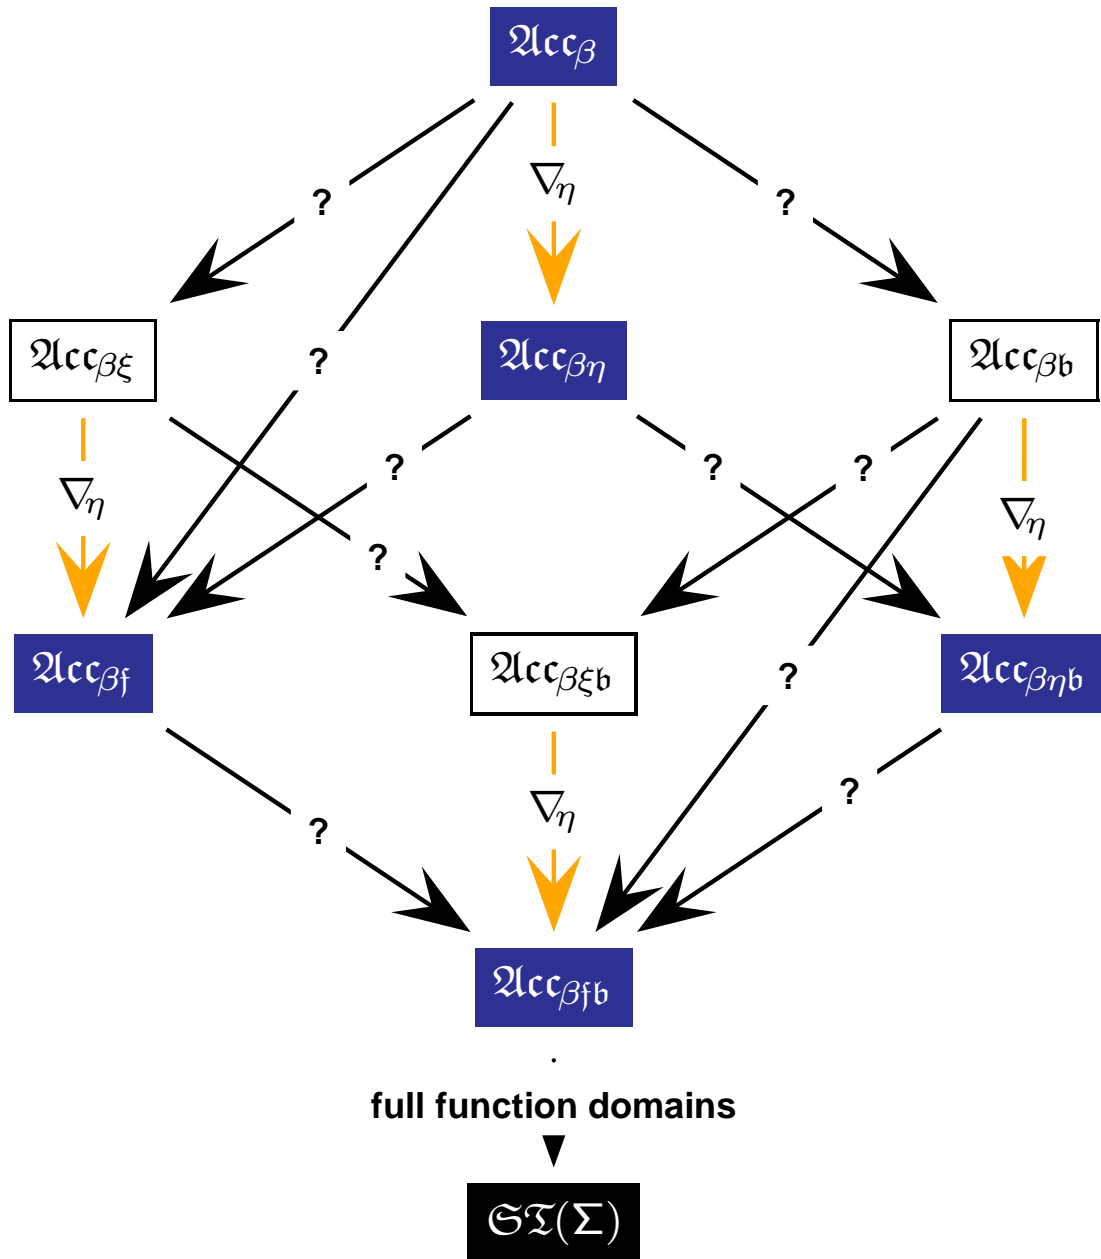 𝔄𝔠𝔠β
∇η
? ?
𝔄𝔠𝔠βξ ? 𝔄𝔠𝔠βη 𝔄𝔠𝔠β𝔟
? ? ?
∇η ∇η
?
𝔄𝔠𝔠β𝔣 𝔄𝔠𝔠βξ𝔟 𝔄𝔠𝔠βη𝔟
?
∇η ?
?
𝔄𝔠𝔠β𝔣𝔟
.
full function domains
𝔖𝔗(Σ)